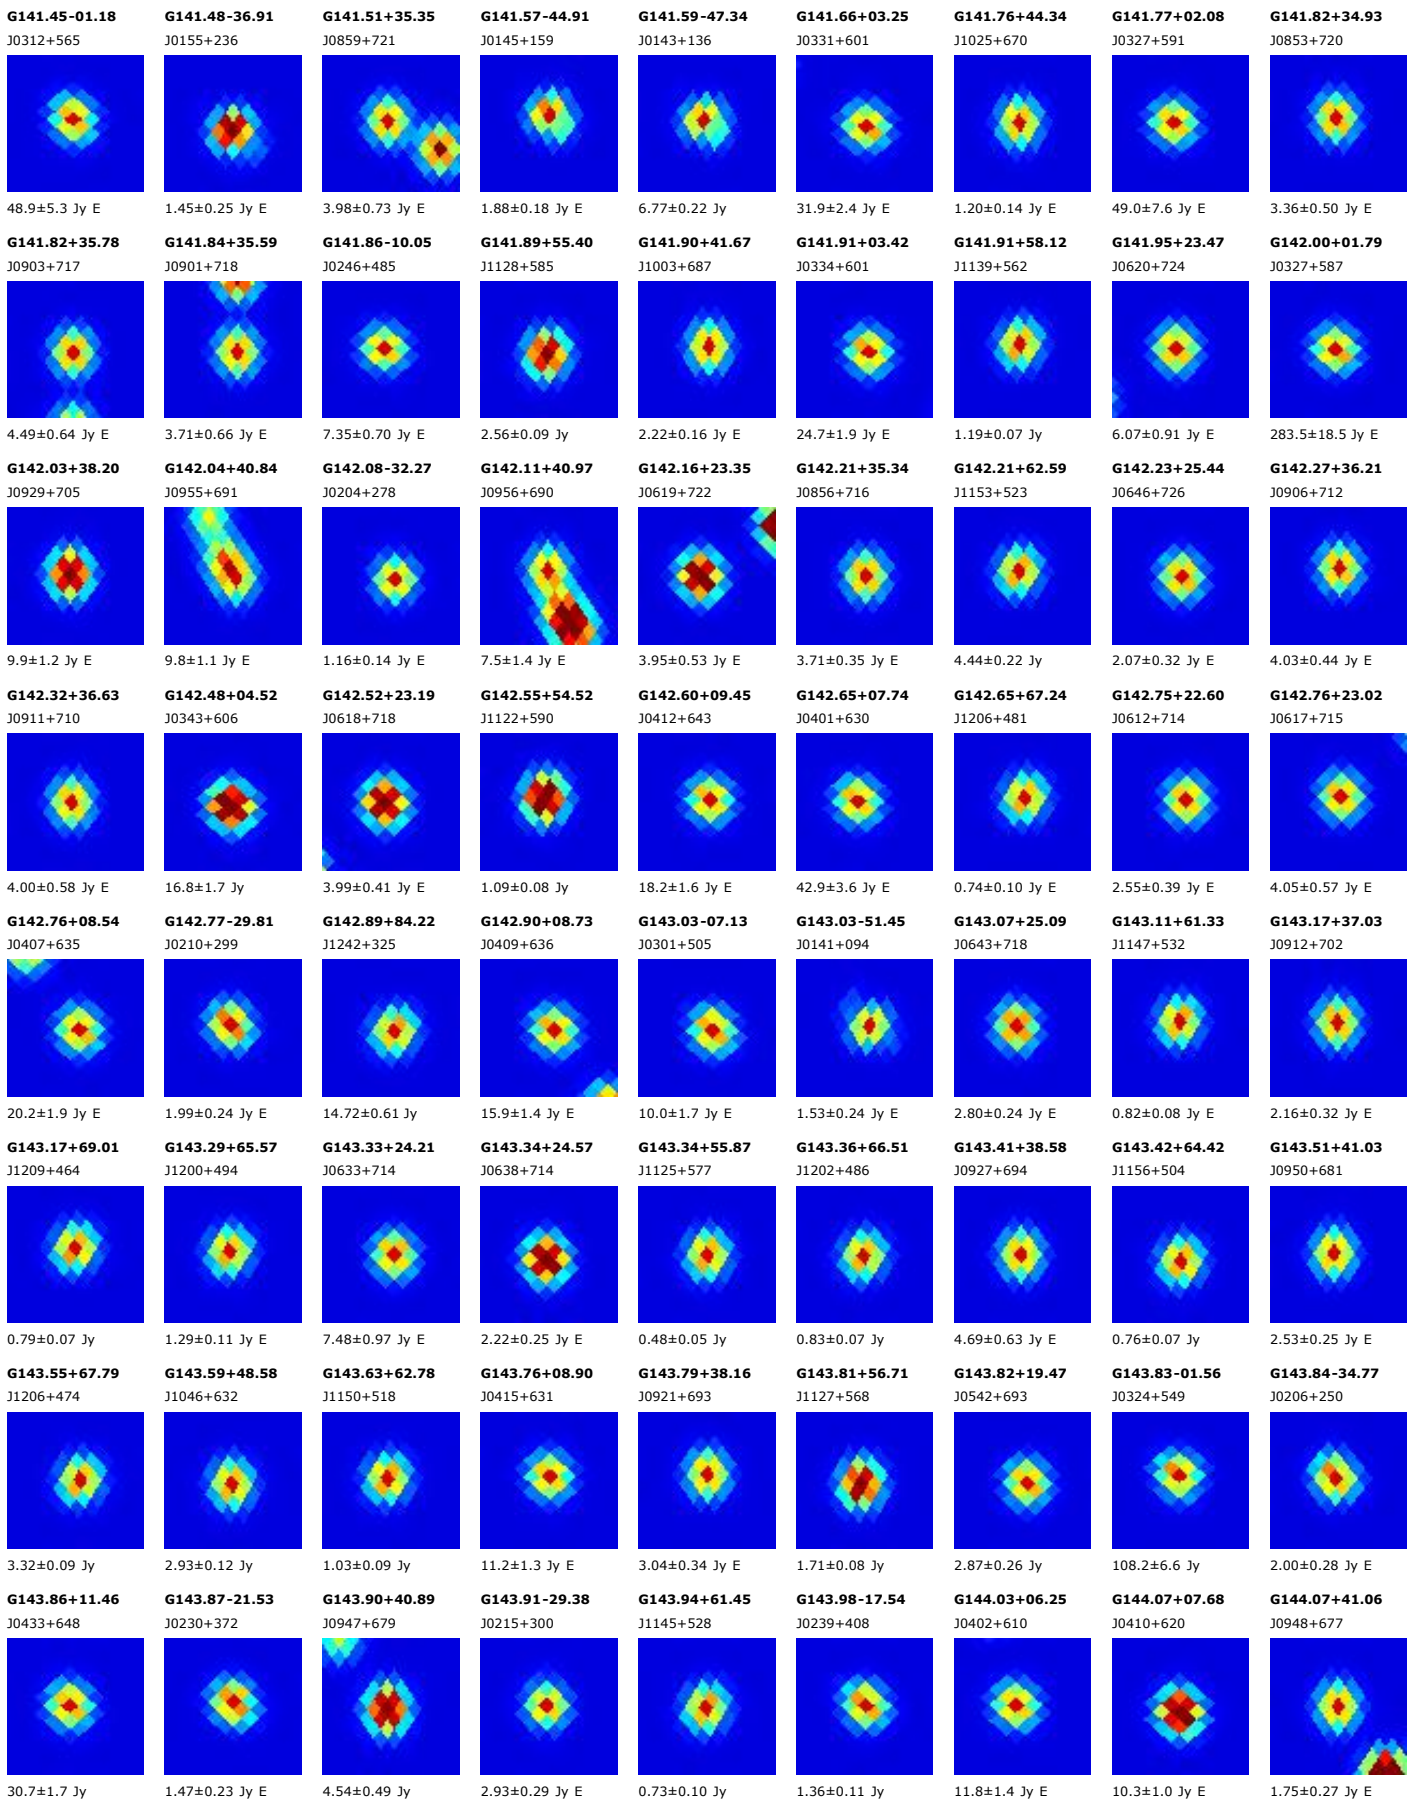 G141.45-01.18 G141.48-36.91 G141.51+35.35 G141.57-44.91 G141.59-47.34 G141.66+03.25 G141.76+44.34 G141.77+02.08 G141.82+34.93
J0312+565 J0155+236 J0859+721 J0145+159 J0143+136 J0331+601 J1025+670 J0327+591 J0853+720
48.9±5.3 Jy E 1.45±0.25 Jy E 3.98±0.73 Jy E 1.88±0.18 Jy E 6.77±0.22 Jy 31.9±2.4 Jy E 1.20±0.14 Jy E 49.0±7.6 Jy E 3.36±0.50 Jy E
G141.82+35.78 G141.84+35.59 G141.86-10.05 G141.89+55.40 G141.90+41.67 G141.91+03.42 G141.91+58.12 G141.95+23.47 G142.00+01.79
J0903+717 J0901+718 J0246+485 J1128+585 J1003+687 J0334+601 J1139+562 J0620+724 J0327+587
4.49±0.64 Jy E 3.71±0.66 Jy E 7.35±0.70 Jy E 2.56±0.09 Jy 2.22±0.16 Jy E 24.7±1.9 Jy E 1.19±0.07 Jy 6.07±0.91 Jy E 283.5±18.5 Jy E
G142.03+38.20 G142.04+40.84 G142.08-32.27 G142.11+40.97 G142.16+23.35 G142.21+35.34 G142.21+62.59 G142.23+25.44 G142.27+36.21
J0929+705 J0955+691 J0204+278 J0956+690 J0619+722 J0856+716 J1153+523 J0646+726 J0906+712
9.9±1.2 Jy E 9.8±1.1 Jy E 1.16±0.14 Jy E 7.5±1.4 Jy E 3.95±0.53 Jy E 3.71±0.35 Jy E 4.44±0.22 Jy 2.07±0.32 Jy E 4.03±0.44 Jy E
G142.32+36.63 G142.48+04.52 G142.52+23.19 G142.55+54.52 G142.60+09.45 G142.65+07.74 G142.65+67.24 G142.75+22.60 G142.76+23.02
J0911+710 J0343+606 J0618+718 J1122+590 J0412+643 J0401+630 J1206+481 J0612+714 J0617+715
4.00±0.58 Jy E 16.8±1.7 Jy 3.99±0.41 Jy E 1.09±0.08 Jy 18.2±1.6 Jy E 42.9±3.6 Jy E 0.74±0.10 Jy E 2.55±0.39 Jy E 4.05±0.57 Jy E
G142.76+08.54 G142.77-29.81 G142.89+84.22 G142.90+08.73 G143.03-07.13 G143.03-51.45 G143.07+25.09 G143.11+61.33 G143.17+37.03
J0407+635 J0210+299 J1242+325 J0409+636 J0301+505 J0141+094 J0643+718 J1147+532 J0912+702
20.2±1.9 Jy E 1.99±0.24 Jy E 14.72±0.61 Jy 15.9±1.4 Jy E 10.0±1.7 Jy E 1.53±0.24 Jy E 2.80±0.24 Jy E 0.82±0.08 Jy E 2.16±0.32 Jy E
G143.17+69.01 G143.29+65.57 G143.33+24.21 G143.34+24.57 G143.34+55.87 G143.36+66.51 G143.41+38.58 G143.42+64.42 G143.51+41.03
J1209+464 J1200+494 J0633+714 J0638+714 J1125+577 J1202+486 J0927+694 J1156+504 J0950+681
0.79±0.07 Jy 1.29±0.11 Jy E 7.48±0.97 Jy E 2.22±0.25 Jy E 0.48±0.05 Jy 0.83±0.07 Jy 4.69±0.63 Jy E 0.76±0.07 Jy 2.53±0.25 Jy E
G143.55+67.79 G143.59+48.58 G143.63+62.78 G143.76+08.90 G143.79+38.16 G143.81+56.71 G143.82+19.47 G143.83-01.56 G143.84-34.77
J1206+474 J1046+632 J1150+518 J0415+631 J0921+693 J1127+568 J0542+693 J0324+549 J0206+250
3.32±0.09 Jy 2.93±0.12 Jy 1.03±0.09 Jy 11.2±1.3 Jy E 3.04±0.34 Jy E 1.71±0.08 Jy 2.87±0.26 Jy 108.2±6.6 Jy 2.00±0.28 Jy E
G143.86+11.46 G143.87-21.53 G143.90+40.89 G143.91-29.38 G143.94+61.45 G143.98-17.54 G144.03+06.25 G144.07+07.68 G144.07+41.06
J0433+648 J0230+372 J0947+679 J0215+300 J1145+528 J0239+408 J0402+610 J0410+620 J0948+677
30.7±1.7 Jy 1.47±0.23 Jy E 4.54±0.49 Jy 2.93±0.29 Jy E 0.73±0.10 Jy 1.36±0.11 Jy 11.8±1.4 Jy E 10.3±1.0 Jy E 1.75±0.27 Jy E